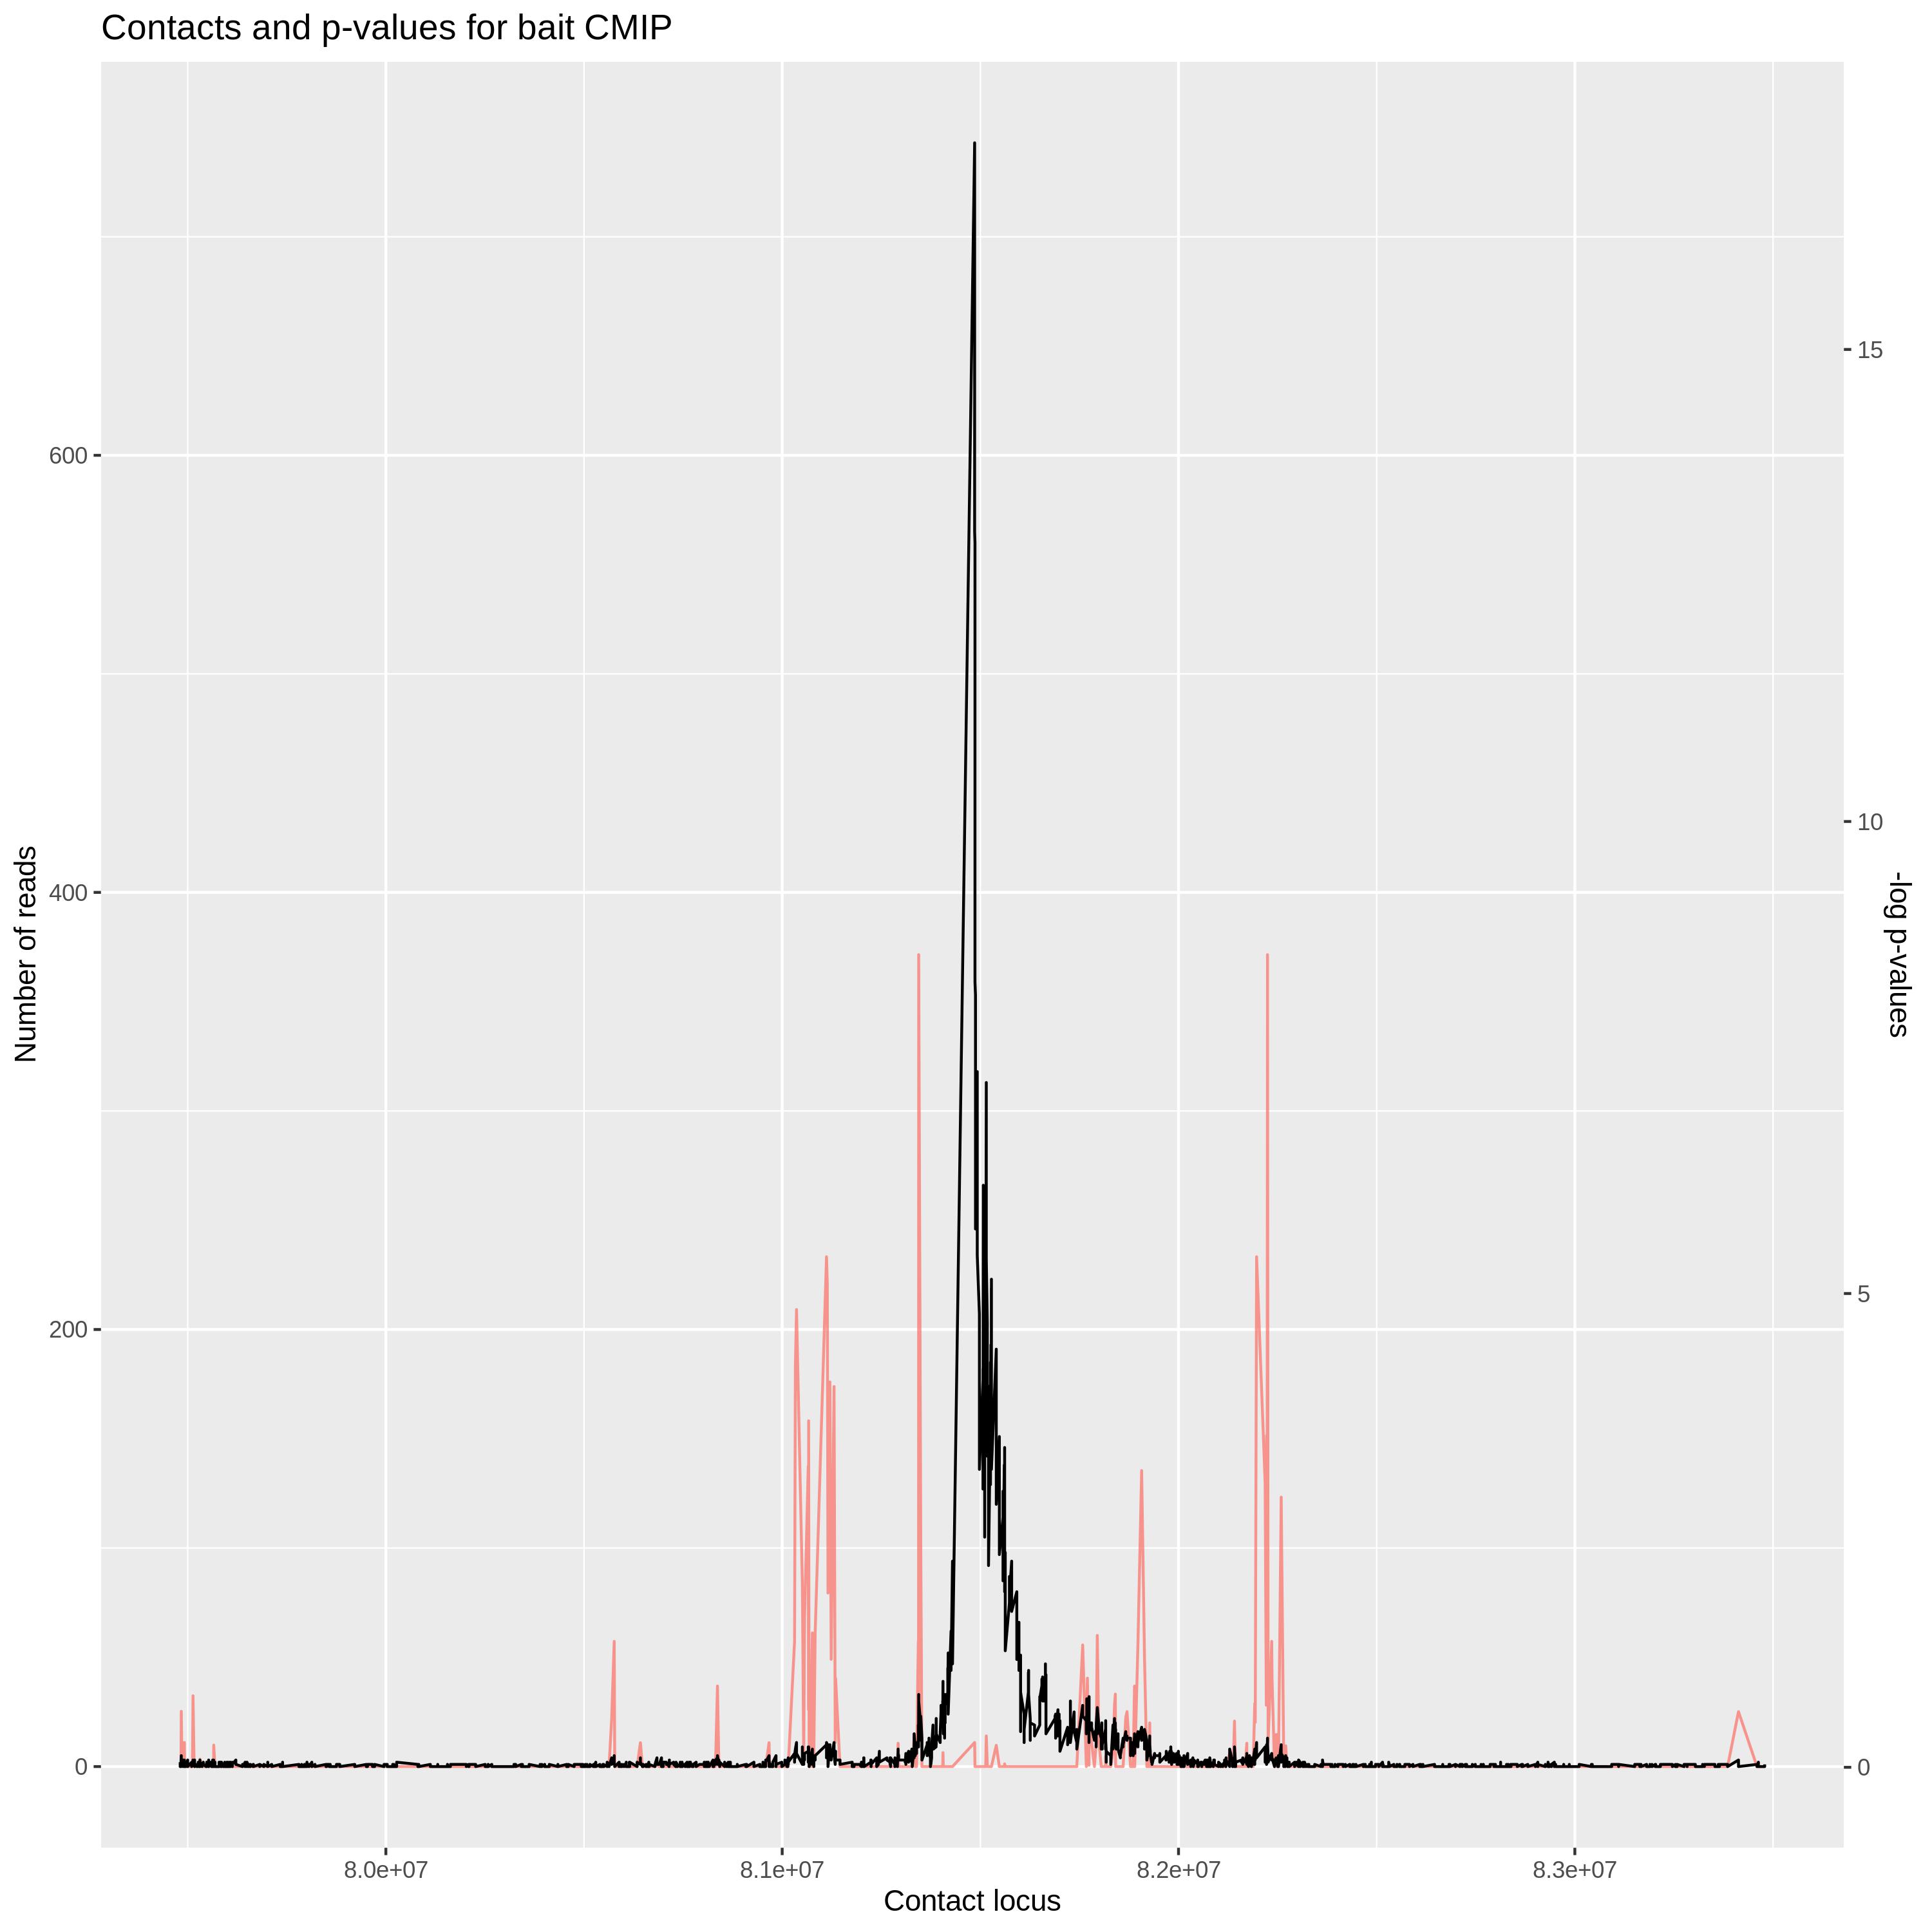 Contacts and p-values for bait CMIP
Number of reads
600
400
200
0
15
10
5
0
-log p-values
8.0e+07
8.1e+07
8.2e+07
8.3e+07
Contact locus